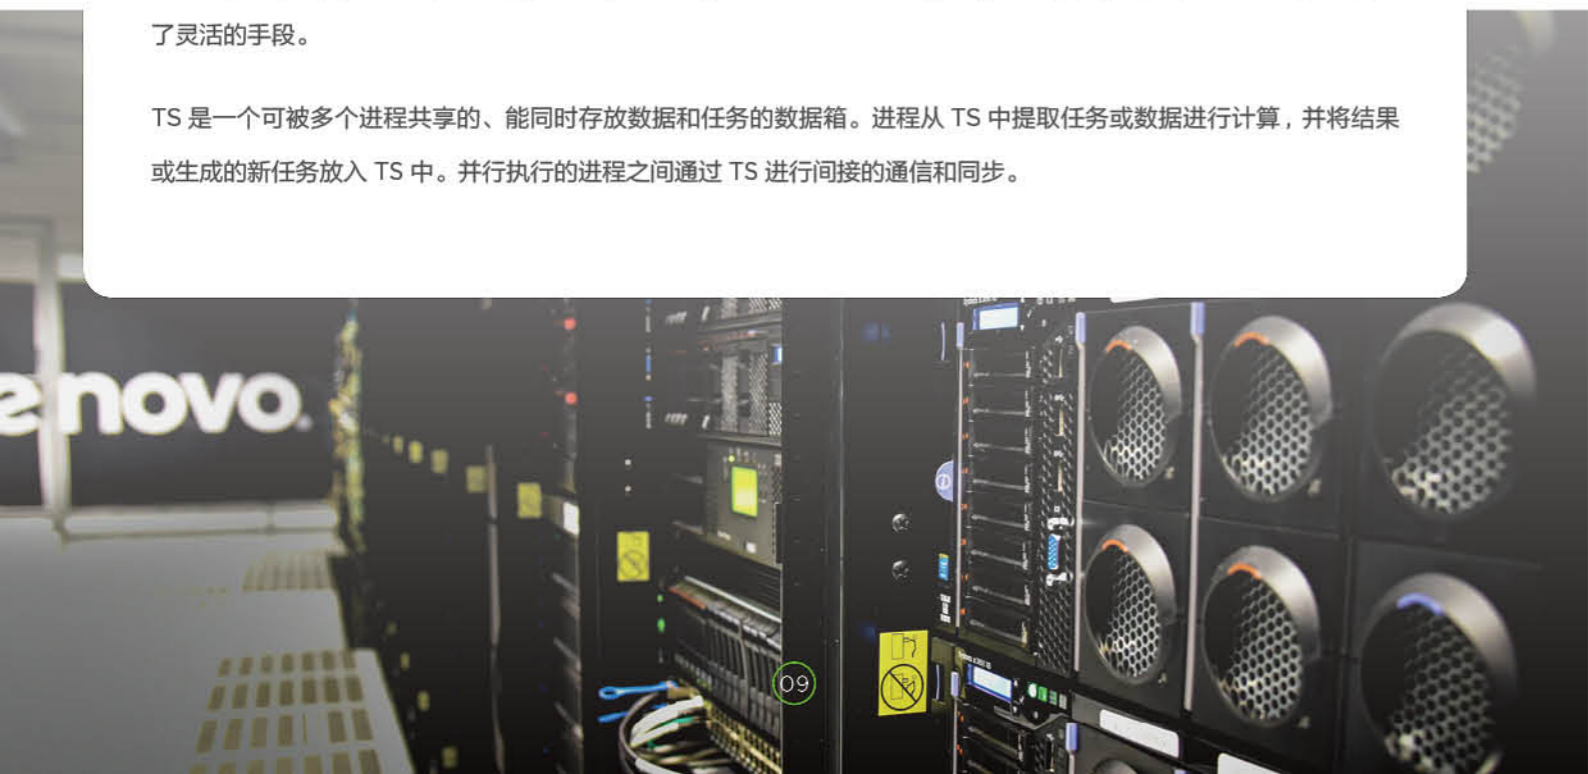 了灵活的手段。
TS 是一个可被多个进程共享的、能同时存放数据和任务的数据箱。进程从 TS 中提取任务或数据进行计算，并将结果
或生成的新任务放入 TS 中。并行执行的进程之间通过 TS 进行间接的通信和同步。
enovo
09